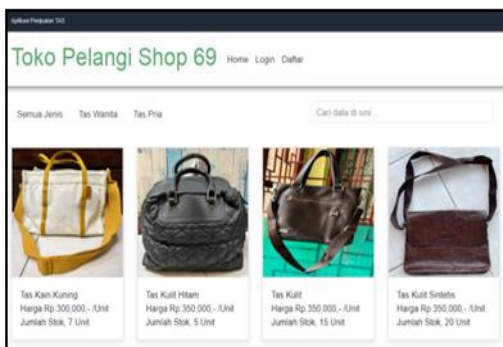 Aplikasi Penjualan TAS
Toko Pelangi Shop 69 Home Login Daftar
Semua Jenis Tas Wanita Tas Pria Cari data di sini ..
Tas Kain Kuning
Harga Rp 300,000,- /Unit
Jumlah Stok, 7 Unit
Tas Kulit Hitam
Harga Rp.350,000,- /Unit
Jumlah Stok, 5 Unit
Tas Kulit
Harga Rp.350,000,- /Unit
Jumlah Stok, 15 Unit
Tas Kulit Sintetis
Harga Rp.350,000,- /Unit
Jumlah Stok, 20 Unit